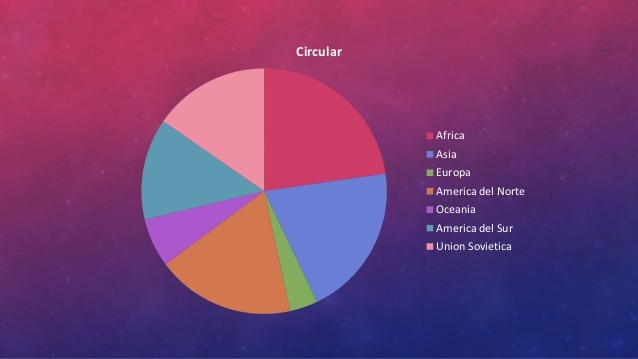 Circular
Africa
Asia
Europa
America del Norte
Oceania
America del Sur
Union Sovietica